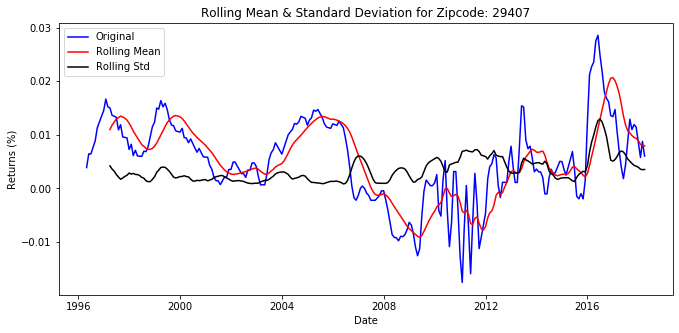 Rolling Mean & Standard Deviation for Zipcode: 29407
Original
Rolling Mean
Rolling Std
Returns (%)
0.03
0.02
0.01
0.00
−0.01
1996 2000 2004 2008 2012 2016
Date